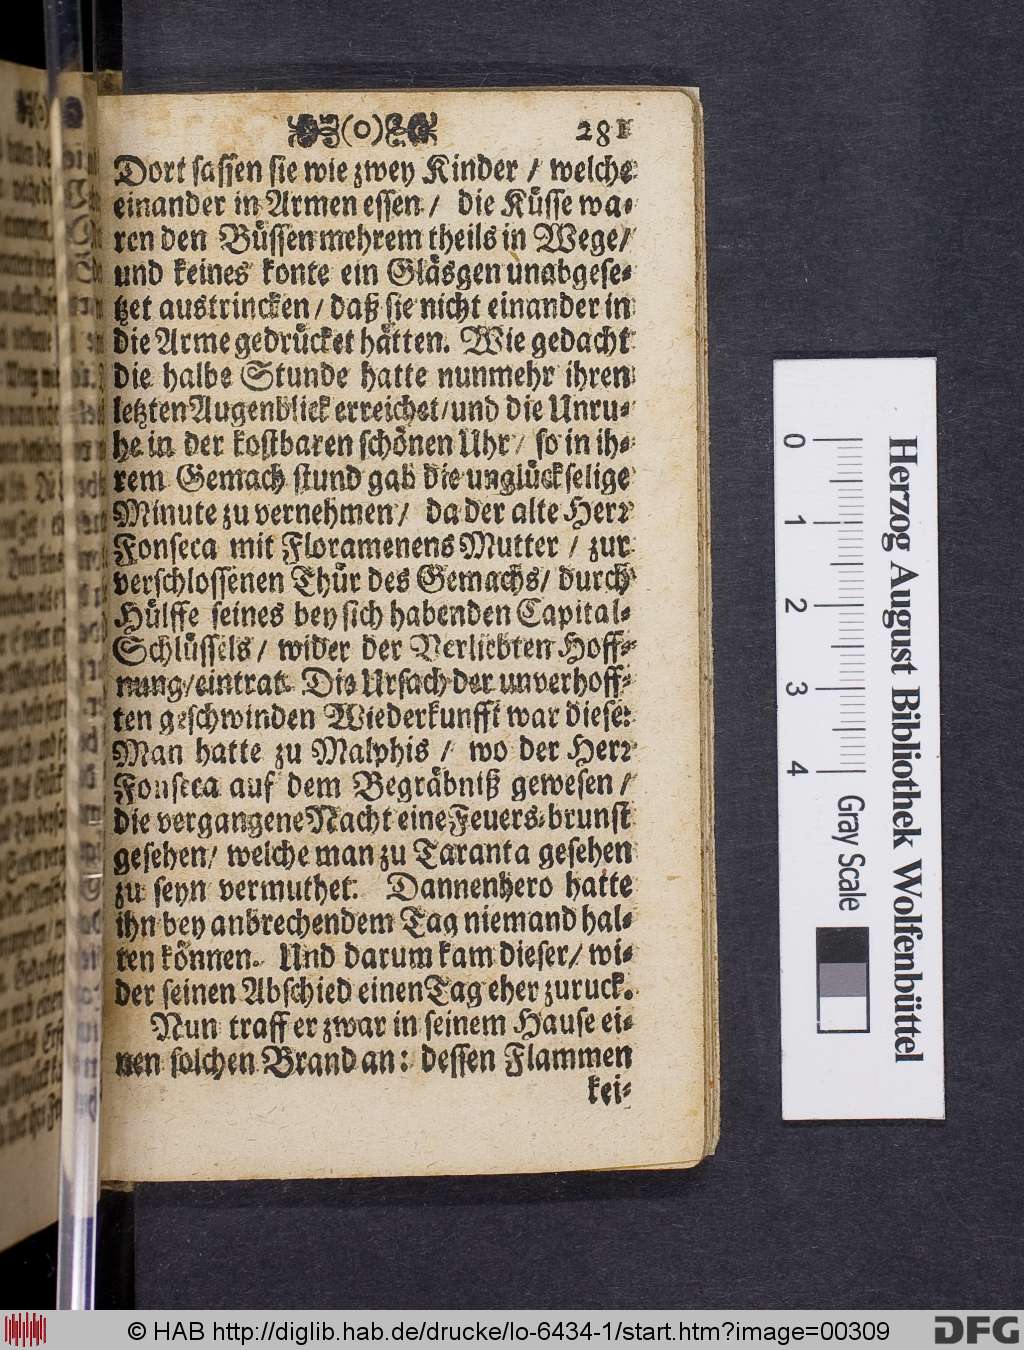 (o) 281
Dort sassen sie wie zwey Kinder / welche
einander in Armen essen / die Küsse wa-
ren den Büssen mehrem theils in Wege /
und keines konte ein Gläsgen unabgese-
tzet austrincken / daß sie nicht einander in
die Arme gedrücket hätten. Wie gedacht
die halbe Stunde hatte nunmehr ihren
letzten Augenblick erreichet / und die Unru-
he in der kostbaren schönen Uhr / so in ih-
rem Gemach stund gab die unglückselige
Minute zu vernehmen / da der alte Herr
Fonseca mit Floramenens Mutter / zur
verschlossenen Thür des Gemachs / durch
Hülffe seines bey sich habenden Capital-
Schlüssels / wider der Verliebten Hoff-
nung / eintrat. Die Ursach der unverhoff-
ten geschwinden Wiederkunfft war diese:
Man hatte zu Malphis / wo der Herr
Fonseca auf dem Begräbniß gewesen /
die vergangene Nacht eine Feuers-brunst
gesehen / welche man zu Taranta gesehen
zu seyn vermuthet. Dannenhero hatte
ihn bey anbrechendem Tag niemand hal-
ten können. Und darum kam dieser / wi-
der seinen Abschied einen Tag eher zuruck.
Nun traff er zwar in seinem Hause ei-
nen solchen Brand an: dessen Flammen
kei-
0 1 2 3 4
Gray Scale
Herzog August Bibliothek Wolfenbüttel
© HAB http://diglib.hab.de/drucke/lo-6434-1/start.htm?image=00309
DFG